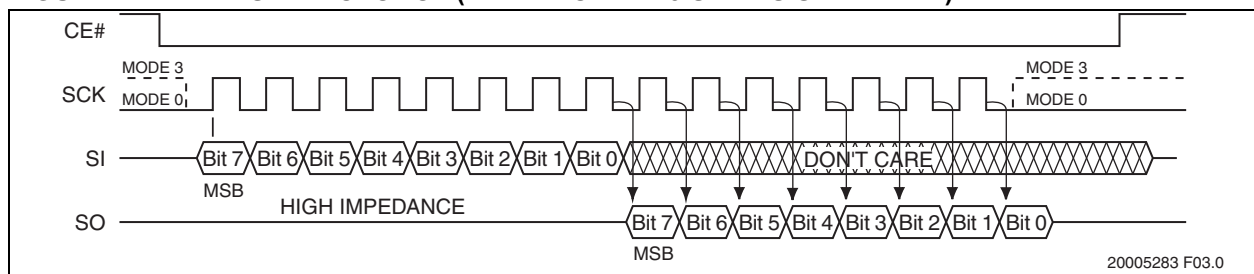 CE#
MODE 3 MODE 3
SCK MODE 0 MODE 0
SI Bit 7 Bit 6 Bit 5 Bit 4 Bit 3 Bit 2 Bit 1 Bit 0 DON'T CARE
MSB
HIGH IMPEDANCE
SO Bit 7 Bit 6 Bit 5 Bit 4 Bit 3 Bit 2 Bit 1 Bit 0
MSB
20005283 F03.0